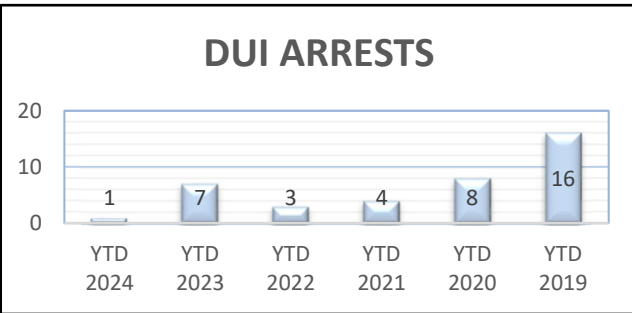 DUI ARRESTS
20
10
0
1
7
3
4
8
16
YTD 2024
YTD 2023
YTD 2022
YTD 2021
YTD 2020
YTD 2019